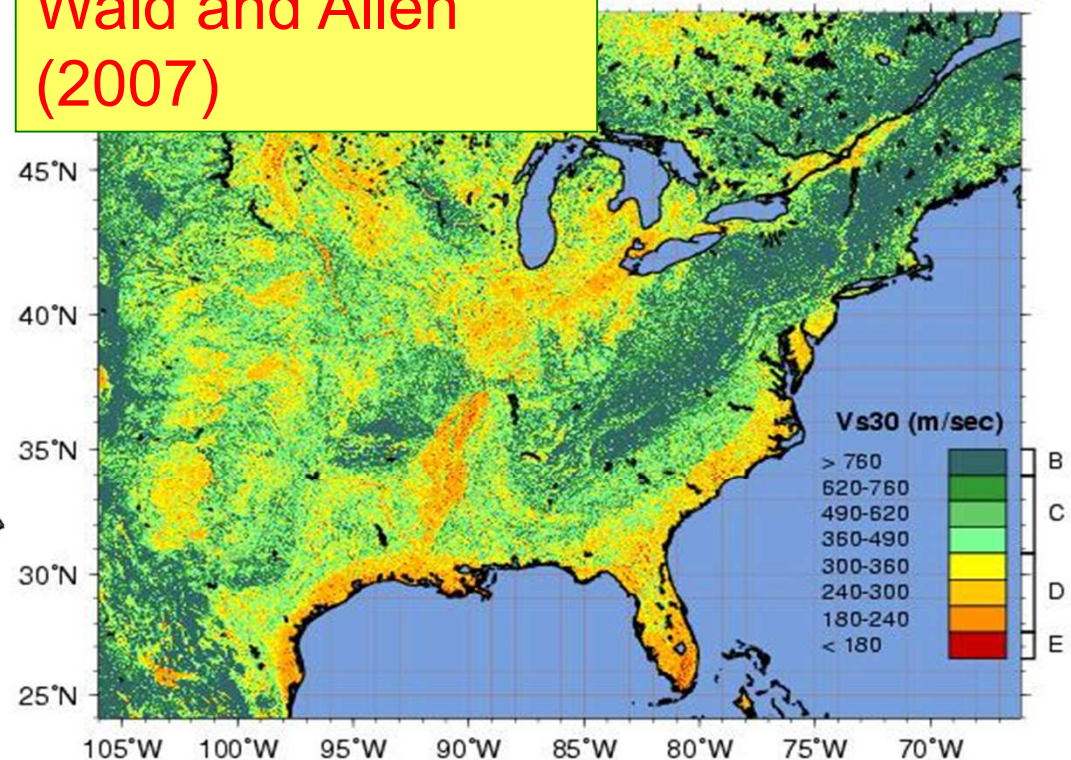 Wald and Allen
(2007)
45°N
40°N
35°N
30°N
25°N
105°W 100°W 95°W 90°W 85°W 80°W 75°W 70°W
Vs30 (m/sec)
> 760 B
620-760
490-620 C
360-490
300-360
240-300 D
180-240
< 180 E